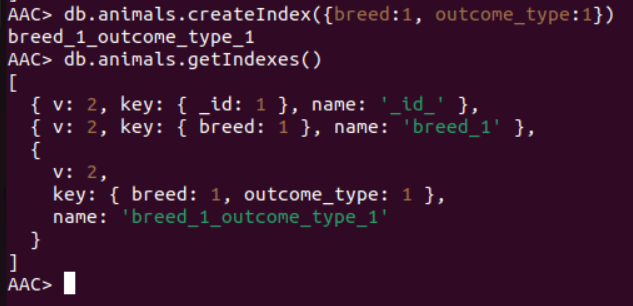 AAC> db.animals.createIndex({breed:1, outcome_type:1})
breed_1_outcome_type_1
AAC> db.animals.getIndexes()
[
  { v: 2, key: { _id: 1 }, name: '_id_' },
  { v: 2, key: { breed: 1 }, name: 'breed_1' },
  {
    v: 2,
    key: { breed: 1, outcome_type: 1 },
    name: 'breed_1_outcome_type_1'
  }
]
AAC>